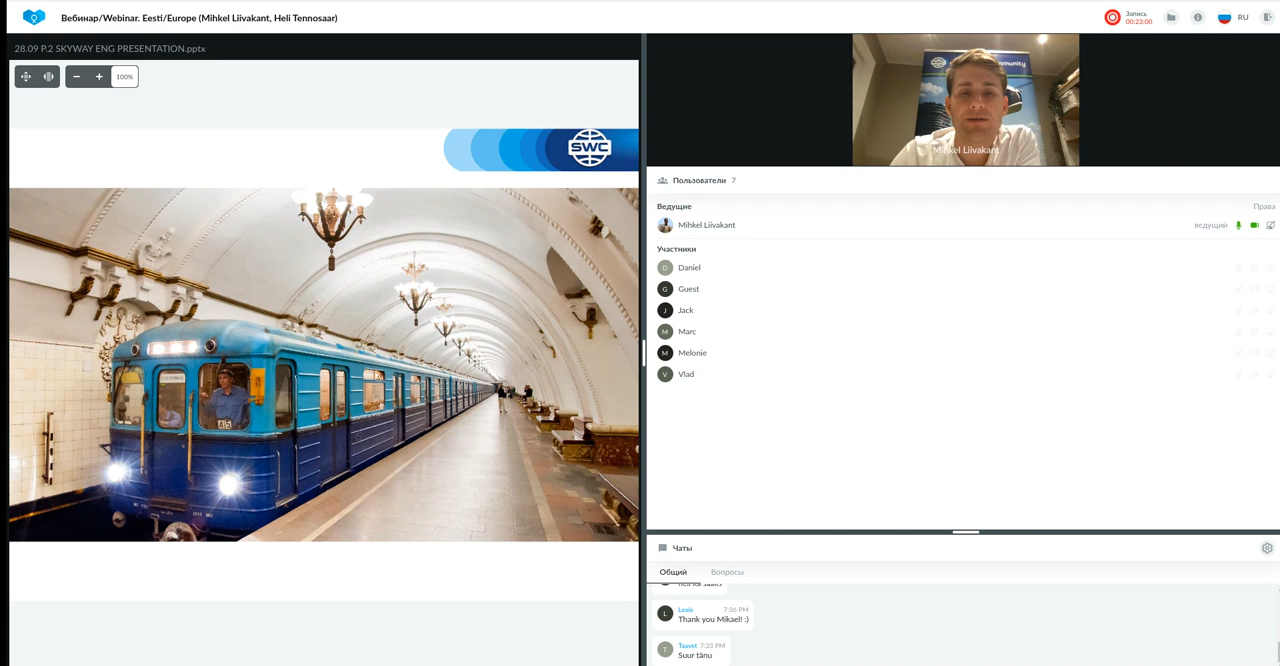 Вебинар/Webinar. Eesti/Europe (Mihkel Liivakant, Heli Tennosaar)
Запись
00:23:00
RU
28.09 P.2 SKYWAY ENG PRESENTATION.pptx
100%
SWC
45
Mihkel Liivakant
Пользователи 7
Ведущие
Права
Mihkel Liivakant
ведущий
Участники
D Daniel
G Guest
J Jack
M Marc
M Melonie
V Vlad
Чаты
Общий
Вопросы
L
Lexie 7:36 PM
Thank you Mikael! :)
T
Taavet 7:33 PM
Suur tänu